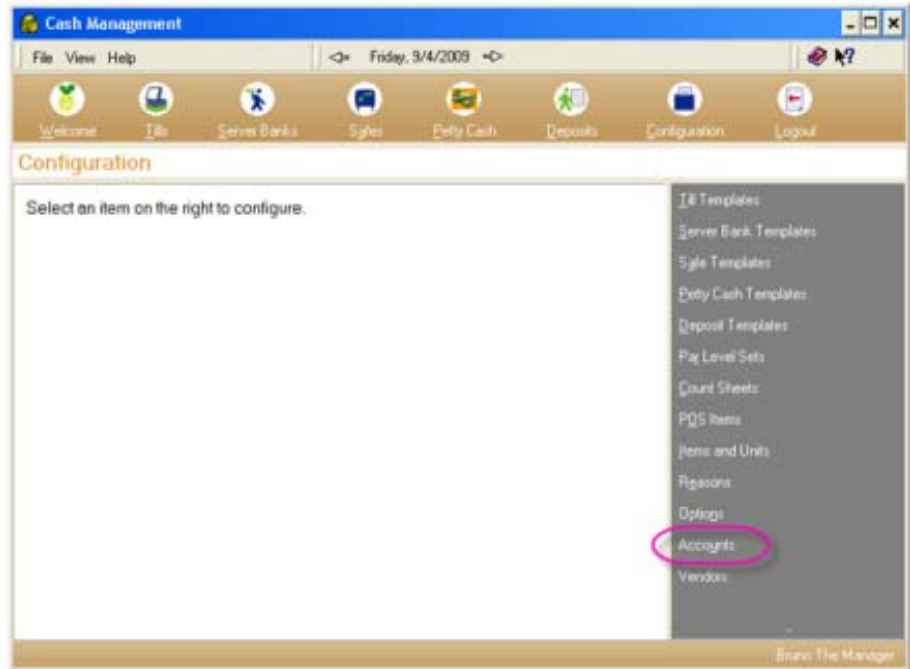 Cash Management
File View Help
Friday, 9/4/2009
Welcome Tills Server Banks Sales Petty Cash Deposits Configuration Logout
Configuration
Select an item on the right to configure.
Till Templates
Server Bank Templates
Sale Templates
Petty Cash Templates
Deposit Templates
Par Level Sets
Count Sheets
POS Items
Items and Units
Reasons
Options
Accounts
Vendors
Bruno The Manager